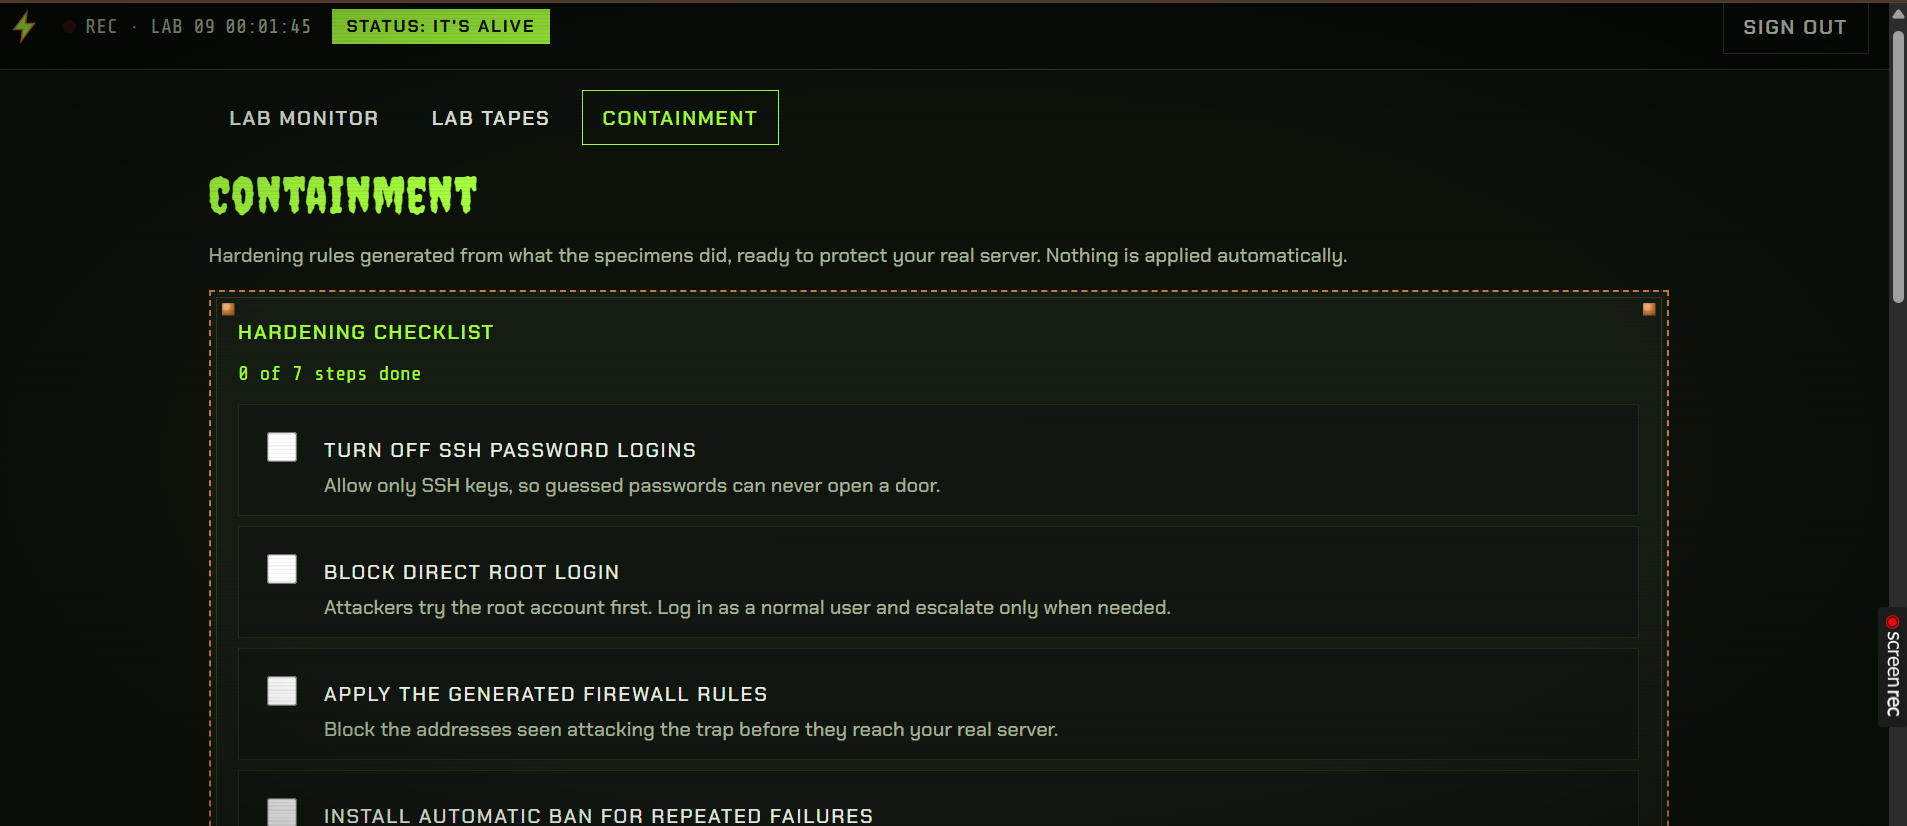 REC · LAB 09 00:01:45
STATUS: IT'S ALIVE
SIGN OUT
LAB MONITOR
LAB TAPES
CONTAINMENT
CONTAINMENT
Hardening rules generated from what the specimens did, ready to protect your real server. Nothing is applied automatically.
HARDENING CHECKLIST
0 of 7 steps done
TURN OFF SSH PASSWORD LOGINS
Allow only SSH keys, so guessed passwords can never open a door.
BLOCK DIRECT ROOT LOGIN
Attackers try the root account first. Log in as a normal user and escalate only when needed.
APPLY THE GENERATED FIREWALL RULES
Block the addresses seen attacking the trap before they reach your real server.
INSTALL AUTOMATIC BAN FOR REPEATED FAILURES
screenrec